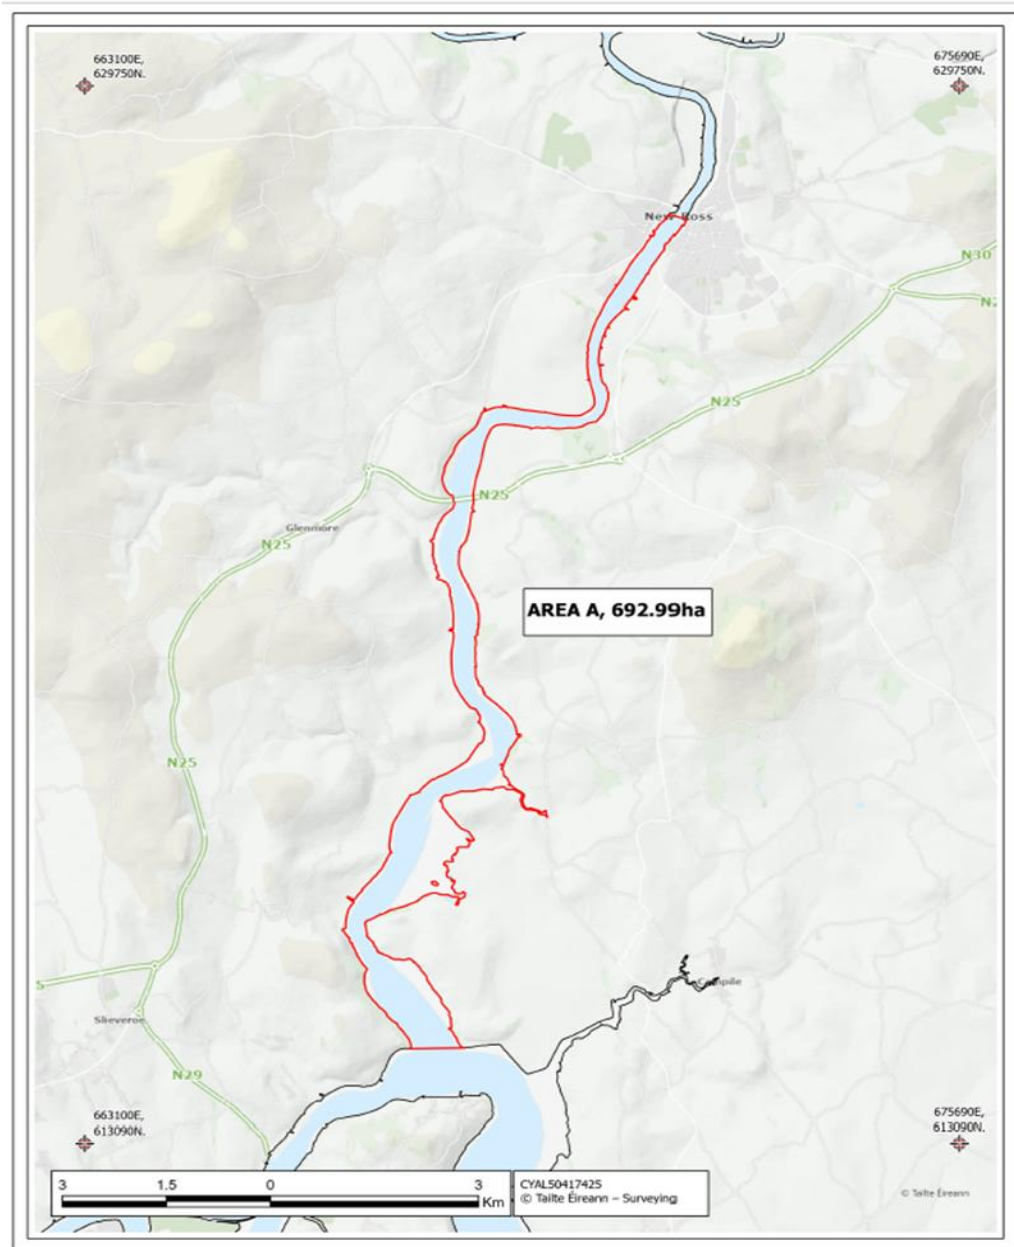 663100E,
629750N.
675690E,
629750N.
New Ross
N30
N25
N25
Glenmore
N25
AREA A, 692.99ha
N25
Campile
Slieveroe
N29
663100E,
613090N.
675690E,
613090N.
3 1.5 0 3 Km
CYAL50417425
© Tailte Éireann – Surveying
© Tailte Éireann